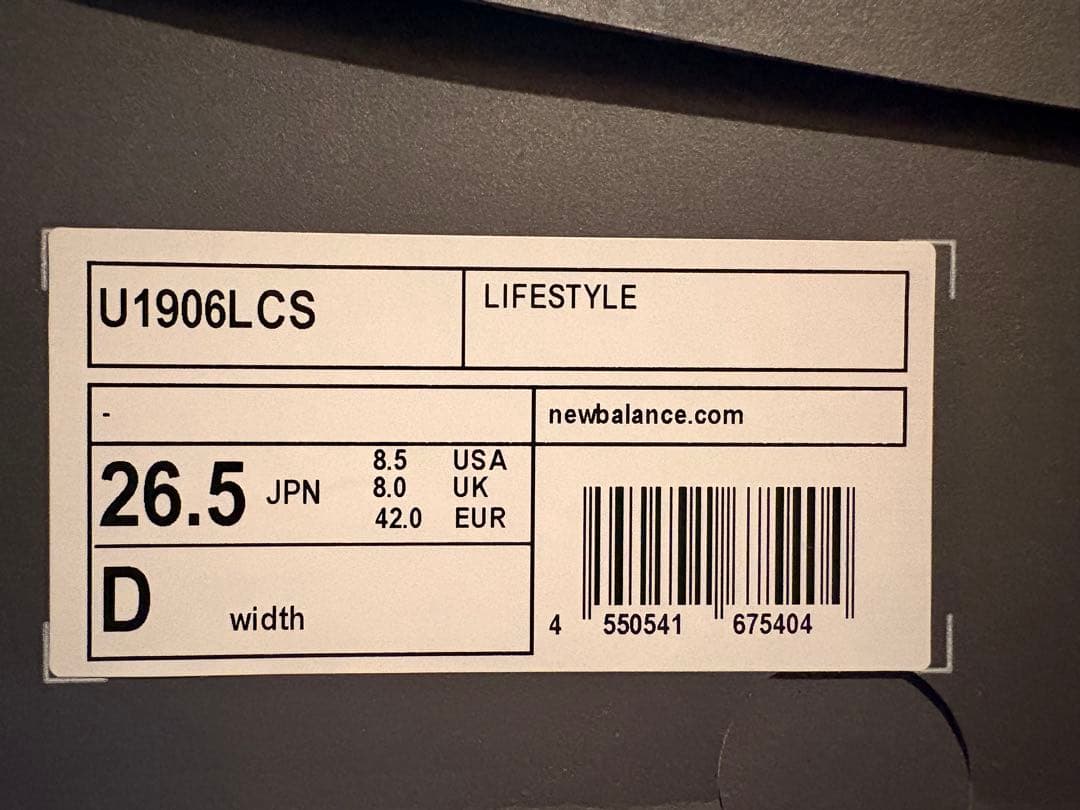 U1906LCS
LIFESTYLE
-
newbalance.com
26.5 JPN
8.5 USA
8.0 UK
42.0 EUR
D width
4 550541 675404